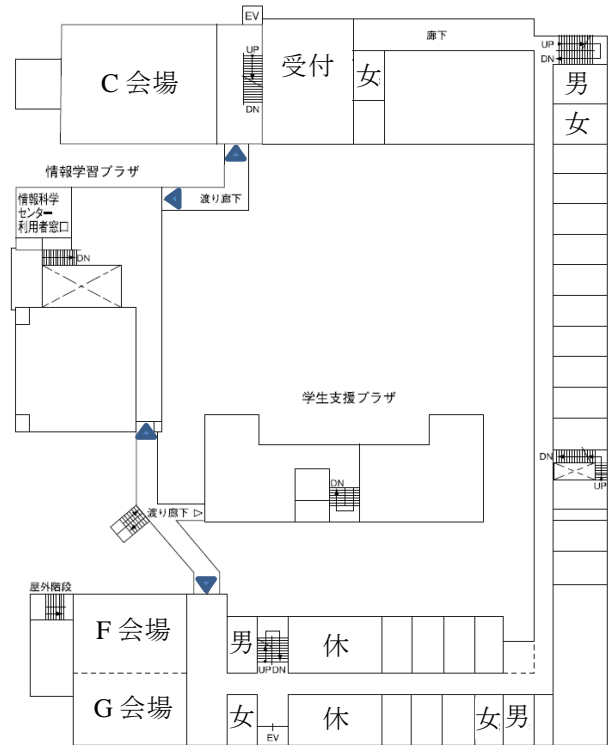 EV
廊下
UP
UP
DN
C 会場
受付
女
男
DN
女
情報学習プラザ
渡り廊下
情報科学
センター
利用者窓口
DN
学生支援プラザ
DN
DN
UP
渡り廊下
屋外階段
F 会場
男
休
UP DN
G 会場
女
休
女
男
EV